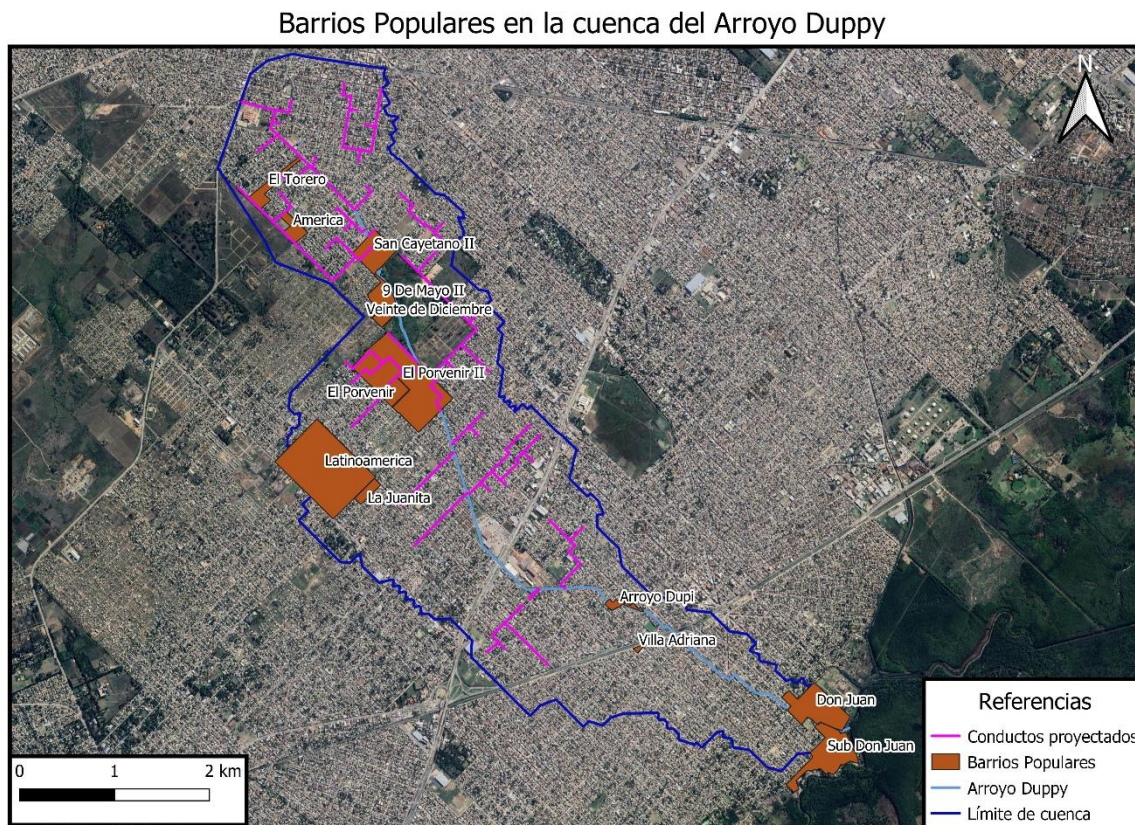 Barrios Populares en la cuenca del Arroyo Duppy
N
El Torero
America
San Cayetano II
9 De Mayo II
Veinte de Diciembre
El Porvenir II
El Porvenir
Latinoamerica
La Juanita
Arroyo Dupi
Villa Adriana
Don Juan
Sub Don Juan
0 1 2 km
Referencias
Conductos proyectados
Barrios Populares
Arroyo Duppy
Límite de cuenca